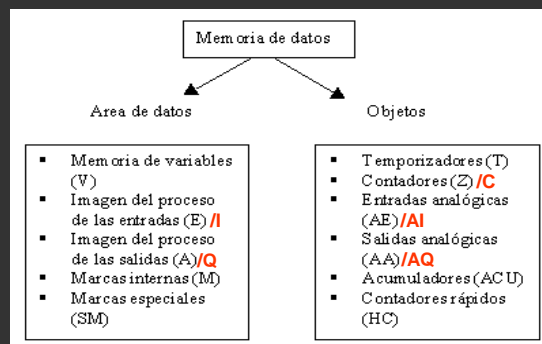 Memoria de datos
Area de datos
Objetos
▪ Memoria de variables
(V)
▪ Imagen del proceso
de las entradas (E) /I
▪ Imagen del proceso
de las salidas (A)/Q
▪ Marcas internas (M)
▪ Marcas especiales
(SM)
▪ Temporizadores (T)
▪ Contadores (Z) /C
▪ Entradas analógicas
(AE) /AI
▪ Salidas analógicas
(AA)/AQ
▪ Acumuladores (ACU)
▪ Contadores rápidos
(HC)